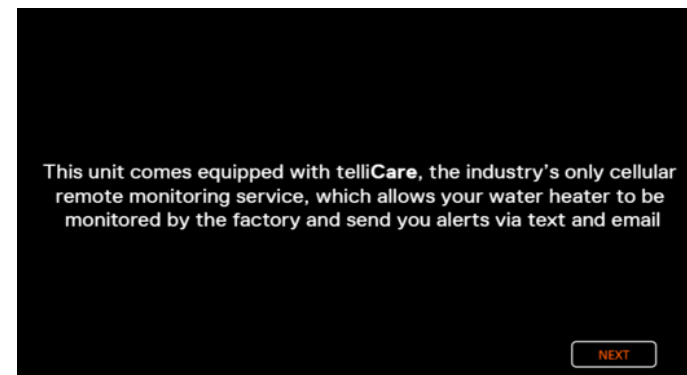 This unit comes equipped with telliCare, the industry's only cellular
remote monitoring service, which allows your water heater to be
monitored by the factory and send you alerts via text and email
NEXT